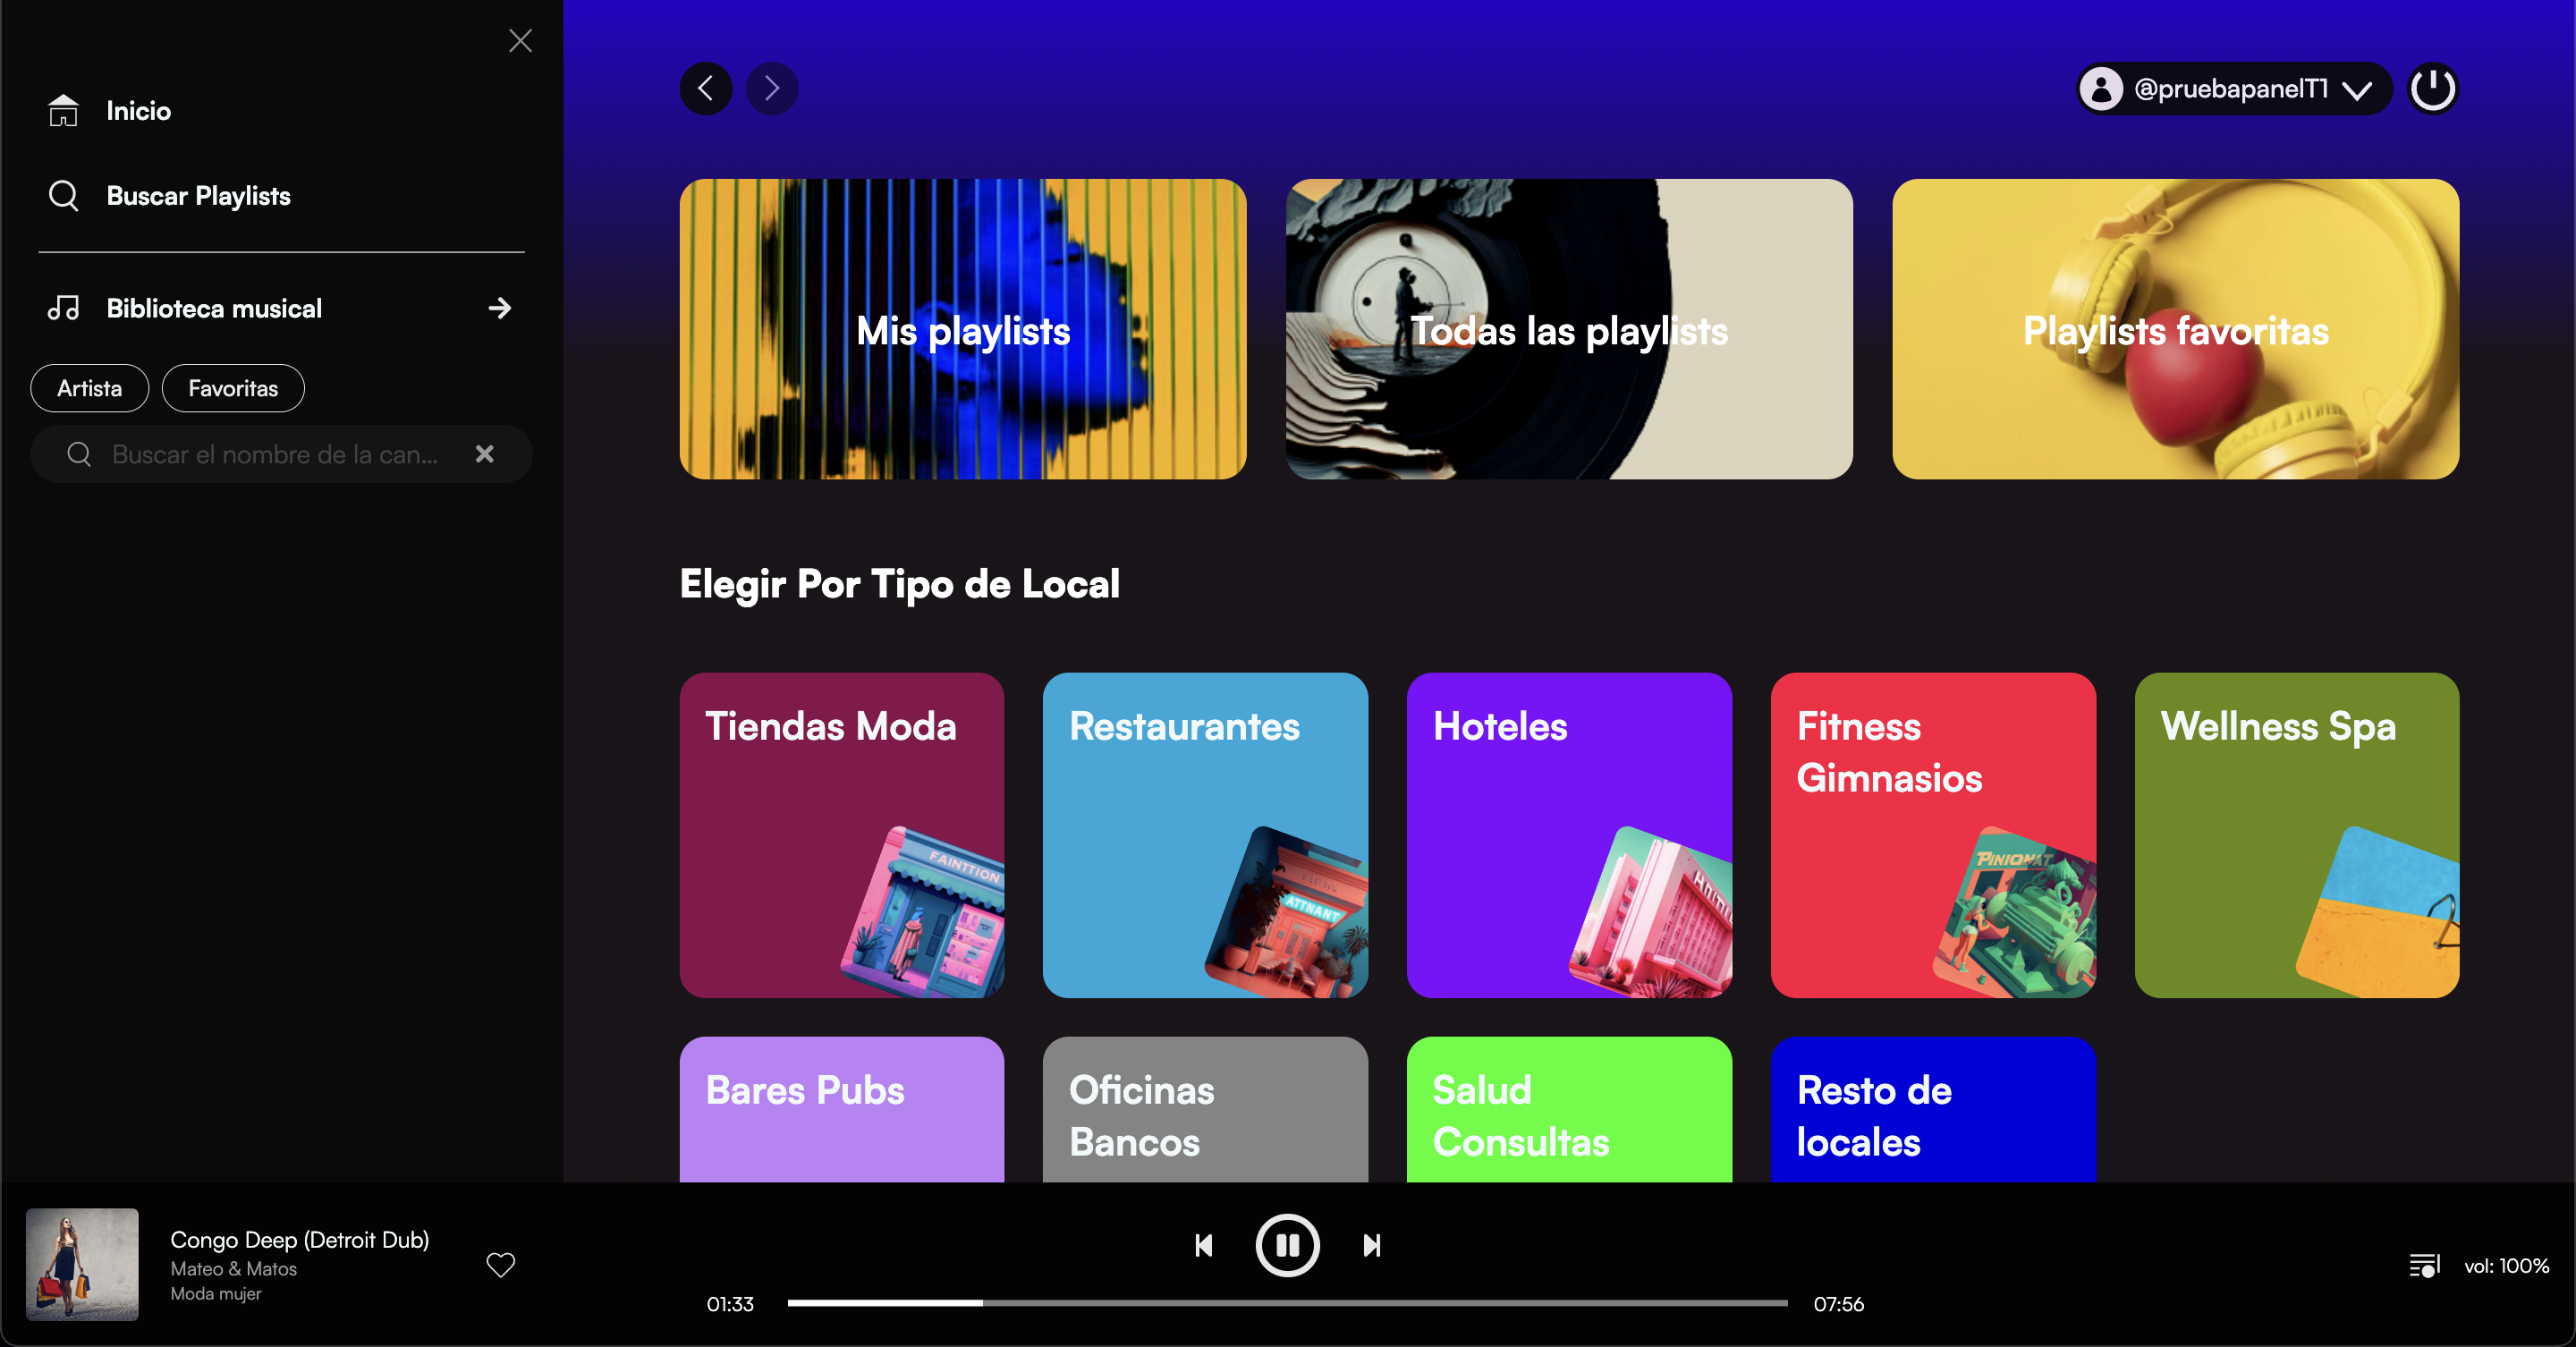 Inicio
Buscar Playlists
Biblioteca musical
Artista
Favoritas
Buscar el nombre de la can...
@pruebapanelT1
Mis playlists
Todas las playlists
Playlists favoritas
Elegir Por Tipo de Local
Tiendas Moda
FAINTTION
Restaurantes
ATTNANT
Hoteles
Fitness
Gimnasios
PINIONAT
Wellness Spa
Bares Pubs
Oficinas
Bancos
Salud
Consultas
Resto de
locales
Congo Deep (Detroit Dub)
Mateo & Matos
Moda mujer
01:33
07:56
vol: 100%